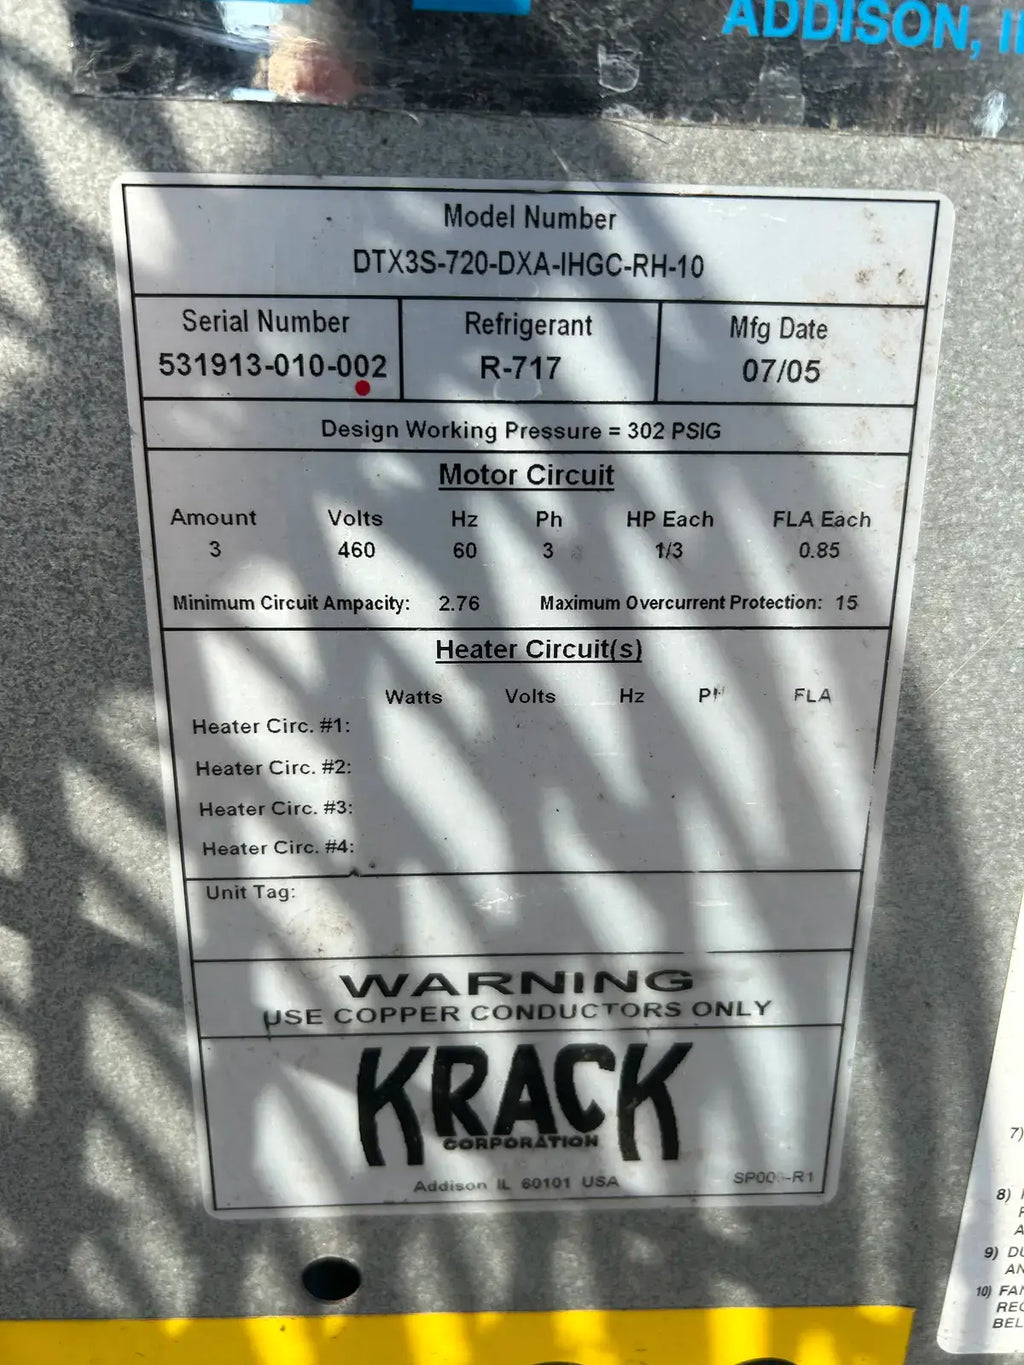 ADDISON,
Model Number
DTX3S-720-DXA-IHGC-RH-10
Serial Number Refrigerant Mfg Date
531913-010-002 R-717 07/05
Design Working Pressure = 302 PSIG
Motor Circuit
Amount Volts Hz Ph HP Each FLA Each
3 460 60 3 1/3 0.85
Minimum Circuit Ampacity: 2.76 Maximum Overcurrent Protection: 15
Heater Circuit(s)
Watts Volts Hz FLA
Heater Circ. #1:
Heater Circ. #2:
Heater Circ. #3:
Heater Circ. #4:
Unit Tag:
WARNING
USE COPPER CONDUCTORS ONLY
KRACK
CORPORATION
Addison IL 60101 USA
7)
8)
9)
10)